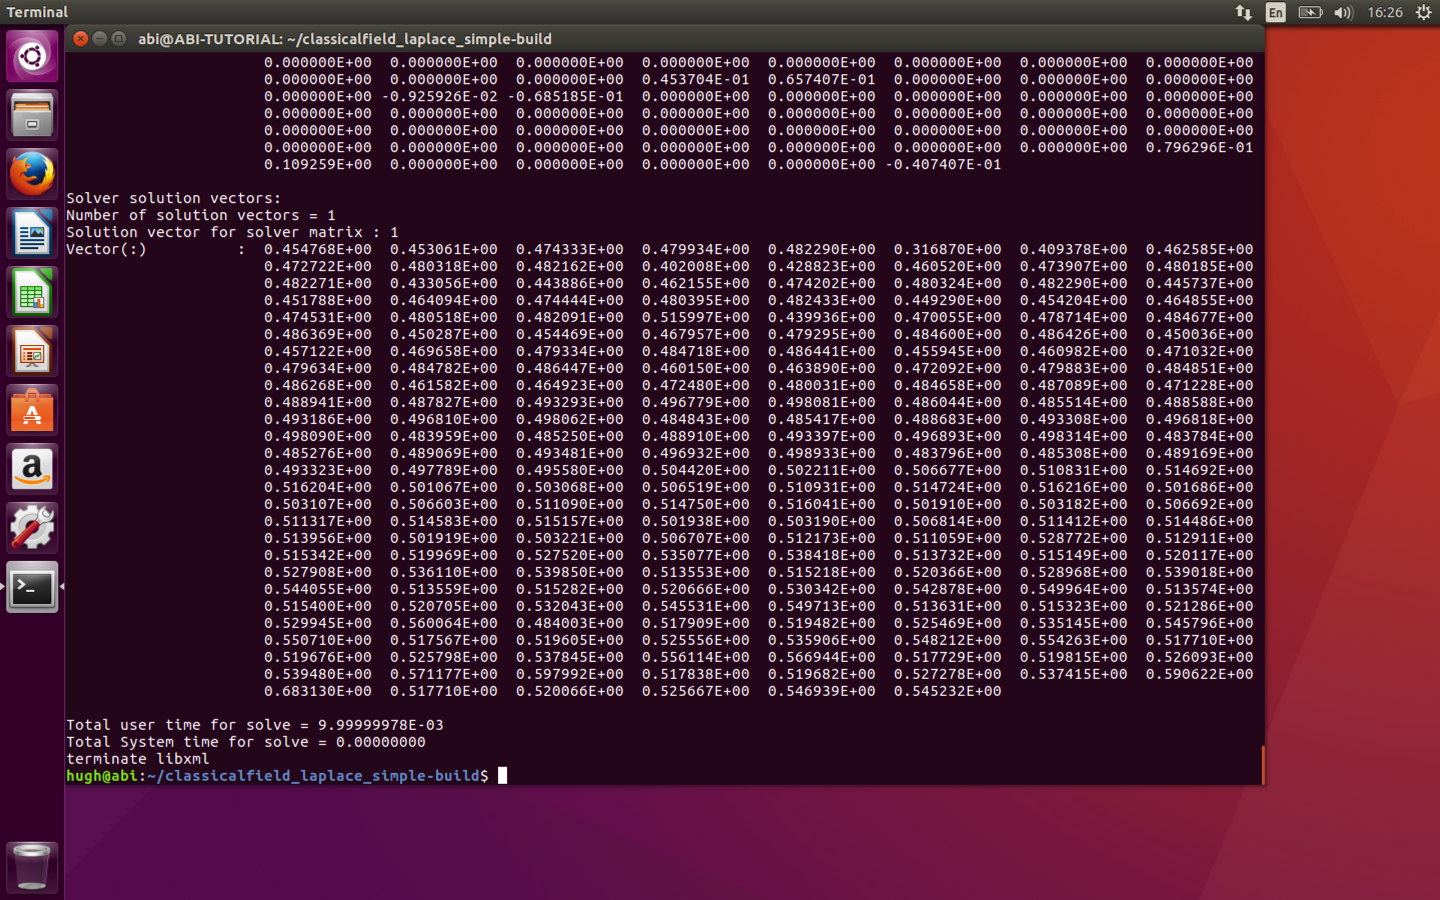 Terminal
En
16:26
abi@ABI-TUTORIAL: ~/classicalfield_laplace_simple-build
0.000000E+00 0.000000E+00 0.000000E+00 0.000000E+00 0.000000E+00 0.000000E+00 0.000000E+00 0.000000E+00
0.000000E+00 0.000000E+00 0.000000E+00 0.453704E-01 0.657407E-01 0.000000E+00 0.000000E+00 0.000000E+00
0.000000E+00 -0.925926E-02 -0.685185E-01 0.000000E+00 0.000000E+00 0.000000E+00 0.000000E+00 0.000000E+00
0.000000E+00 0.000000E+00 0.000000E+00 0.000000E+00 0.000000E+00 0.000000E+00 0.000000E+00 0.000000E+00
0.000000E+00 0.000000E+00 0.000000E+00 0.000000E+00 0.000000E+00 0.000000E+00 0.000000E+00 0.000000E+00
0.000000E+00 0.000000E+00 0.000000E+00 0.000000E+00 0.000000E+00 0.000000E+00 0.000000E+00 0.796296E-01
0.109259E+00 0.000000E+00 0.000000E+00 0.000000E+00 0.000000E+00 -0.407407E-01
Solver solution vectors:
Number of solution vectors = 1
Solution vector for solver matrix : 1
Vector(:) : 0.454768E+00 0.453061E+00 0.474333E+00 0.479934E+00 0.482290E+00 0.316870E+00 0.409378E+00 0.462585E+00
0.472722E+00 0.480318E+00 0.482162E+00 0.402008E+00 0.428823E+00 0.460520E+00 0.473907E+00 0.480185E+00
0.482271E+00 0.433056E+00 0.443886E+00 0.462155E+00 0.474202E+00 0.480324E+00 0.482290E+00 0.445737E+00
0.451788E+00 0.464094E+00 0.474444E+00 0.480395E+00 0.482433E+00 0.449290E+00 0.454204E+00 0.464855E+00
0.474531E+00 0.480518E+00 0.482091E+00 0.515997E+00 0.439936E+00 0.470055E+00 0.478714E+00 0.484677E+00
0.486369E+00 0.450287E+00 0.454469E+00 0.467957E+00 0.479295E+00 0.484600E+00 0.486426E+00 0.450036E+00
0.457122E+00 0.469658E+00 0.479334E+00 0.484718E+00 0.486441E+00 0.455945E+00 0.460982E+00 0.471032E+00
0.479634E+00 0.484782E+00 0.486447E+00 0.460150E+00 0.463890E+00 0.472092E+00 0.479883E+00 0.484851E+00
0.486268E+00 0.461582E+00 0.464923E+00 0.472480E+00 0.480031E+00 0.484658E+00 0.487089E+00 0.471228E+00
0.488941E+00 0.487827E+00 0.493293E+00 0.496779E+00 0.498081E+00 0.486044E+00 0.485514E+00 0.488588E+00
0.493186E+00 0.496810E+00 0.498062E+00 0.484843E+00 0.485417E+00 0.488683E+00 0.493308E+00 0.496818E+00
0.498090E+00 0.483959E+00 0.485250E+00 0.488910E+00 0.493397E+00 0.496893E+00 0.498314E+00 0.483784E+00
0.485276E+00 0.489069E+00 0.493481E+00 0.496932E+00 0.498933E+00 0.483796E+00 0.485308E+00 0.489169E+00
0.493323E+00 0.497789E+00 0.495580E+00 0.504420E+00 0.502211E+00 0.506677E+00 0.510831E+00 0.514692E+00
0.516204E+00 0.501067E+00 0.503068E+00 0.506519E+00 0.510931E+00 0.514724E+00 0.516216E+00 0.501686E+00
0.503107E+00 0.506603E+00 0.511090E+00 0.514750E+00 0.516041E+00 0.501910E+00 0.503182E+00 0.506692E+00
0.511317E+00 0.514583E+00 0.515157E+00 0.501938E+00 0.503190E+00 0.506814E+00 0.511412E+00 0.514486E+00
0.513956E+00 0.501919E+00 0.503221E+00 0.506707E+00 0.512173E+00 0.511059E+00 0.528772E+00 0.512911E+00
0.515342E+00 0.519969E+00 0.527520E+00 0.535077E+00 0.538418E+00 0.513732E+00 0.515149E+00 0.520117E+00
0.527908E+00 0.536110E+00 0.539850E+00 0.513553E+00 0.515218E+00 0.520366E+00 0.528968E+00 0.539018E+00
0.544055E+00 0.513559E+00 0.515282E+00 0.520666E+00 0.530342E+00 0.542878E+00 0.549964E+00 0.513574E+00
0.515400E+00 0.520705E+00 0.532043E+00 0.545531E+00 0.549713E+00 0.513631E+00 0.515323E+00 0.521286E+00
0.529945E+00 0.560064E+00 0.484003E+00 0.517909E+00 0.519482E+00 0.525469E+00 0.535145E+00 0.545796E+00
0.550710E+00 0.517567E+00 0.519605E+00 0.525556E+00 0.535906E+00 0.548212E+00 0.554263E+00 0.517710E+00
0.519676E+00 0.525798E+00 0.537845E+00 0.556114E+00 0.566944E+00 0.517729E+00 0.519815E+00 0.526093E+00
0.539480E+00 0.571177E+00 0.597992E+00 0.517838E+00 0.519682E+00 0.527278E+00 0.537415E+00 0.590622E+00
0.683130E+00 0.517710E+00 0.520066E+00 0.525667E+00 0.546939E+00 0.545232E+00
Total user time for solve = 9.99999978E-03
Total System time for solve = 0.00000000
terminate libxml
hugh@abi:~/classicalfield_laplace_simple-build$